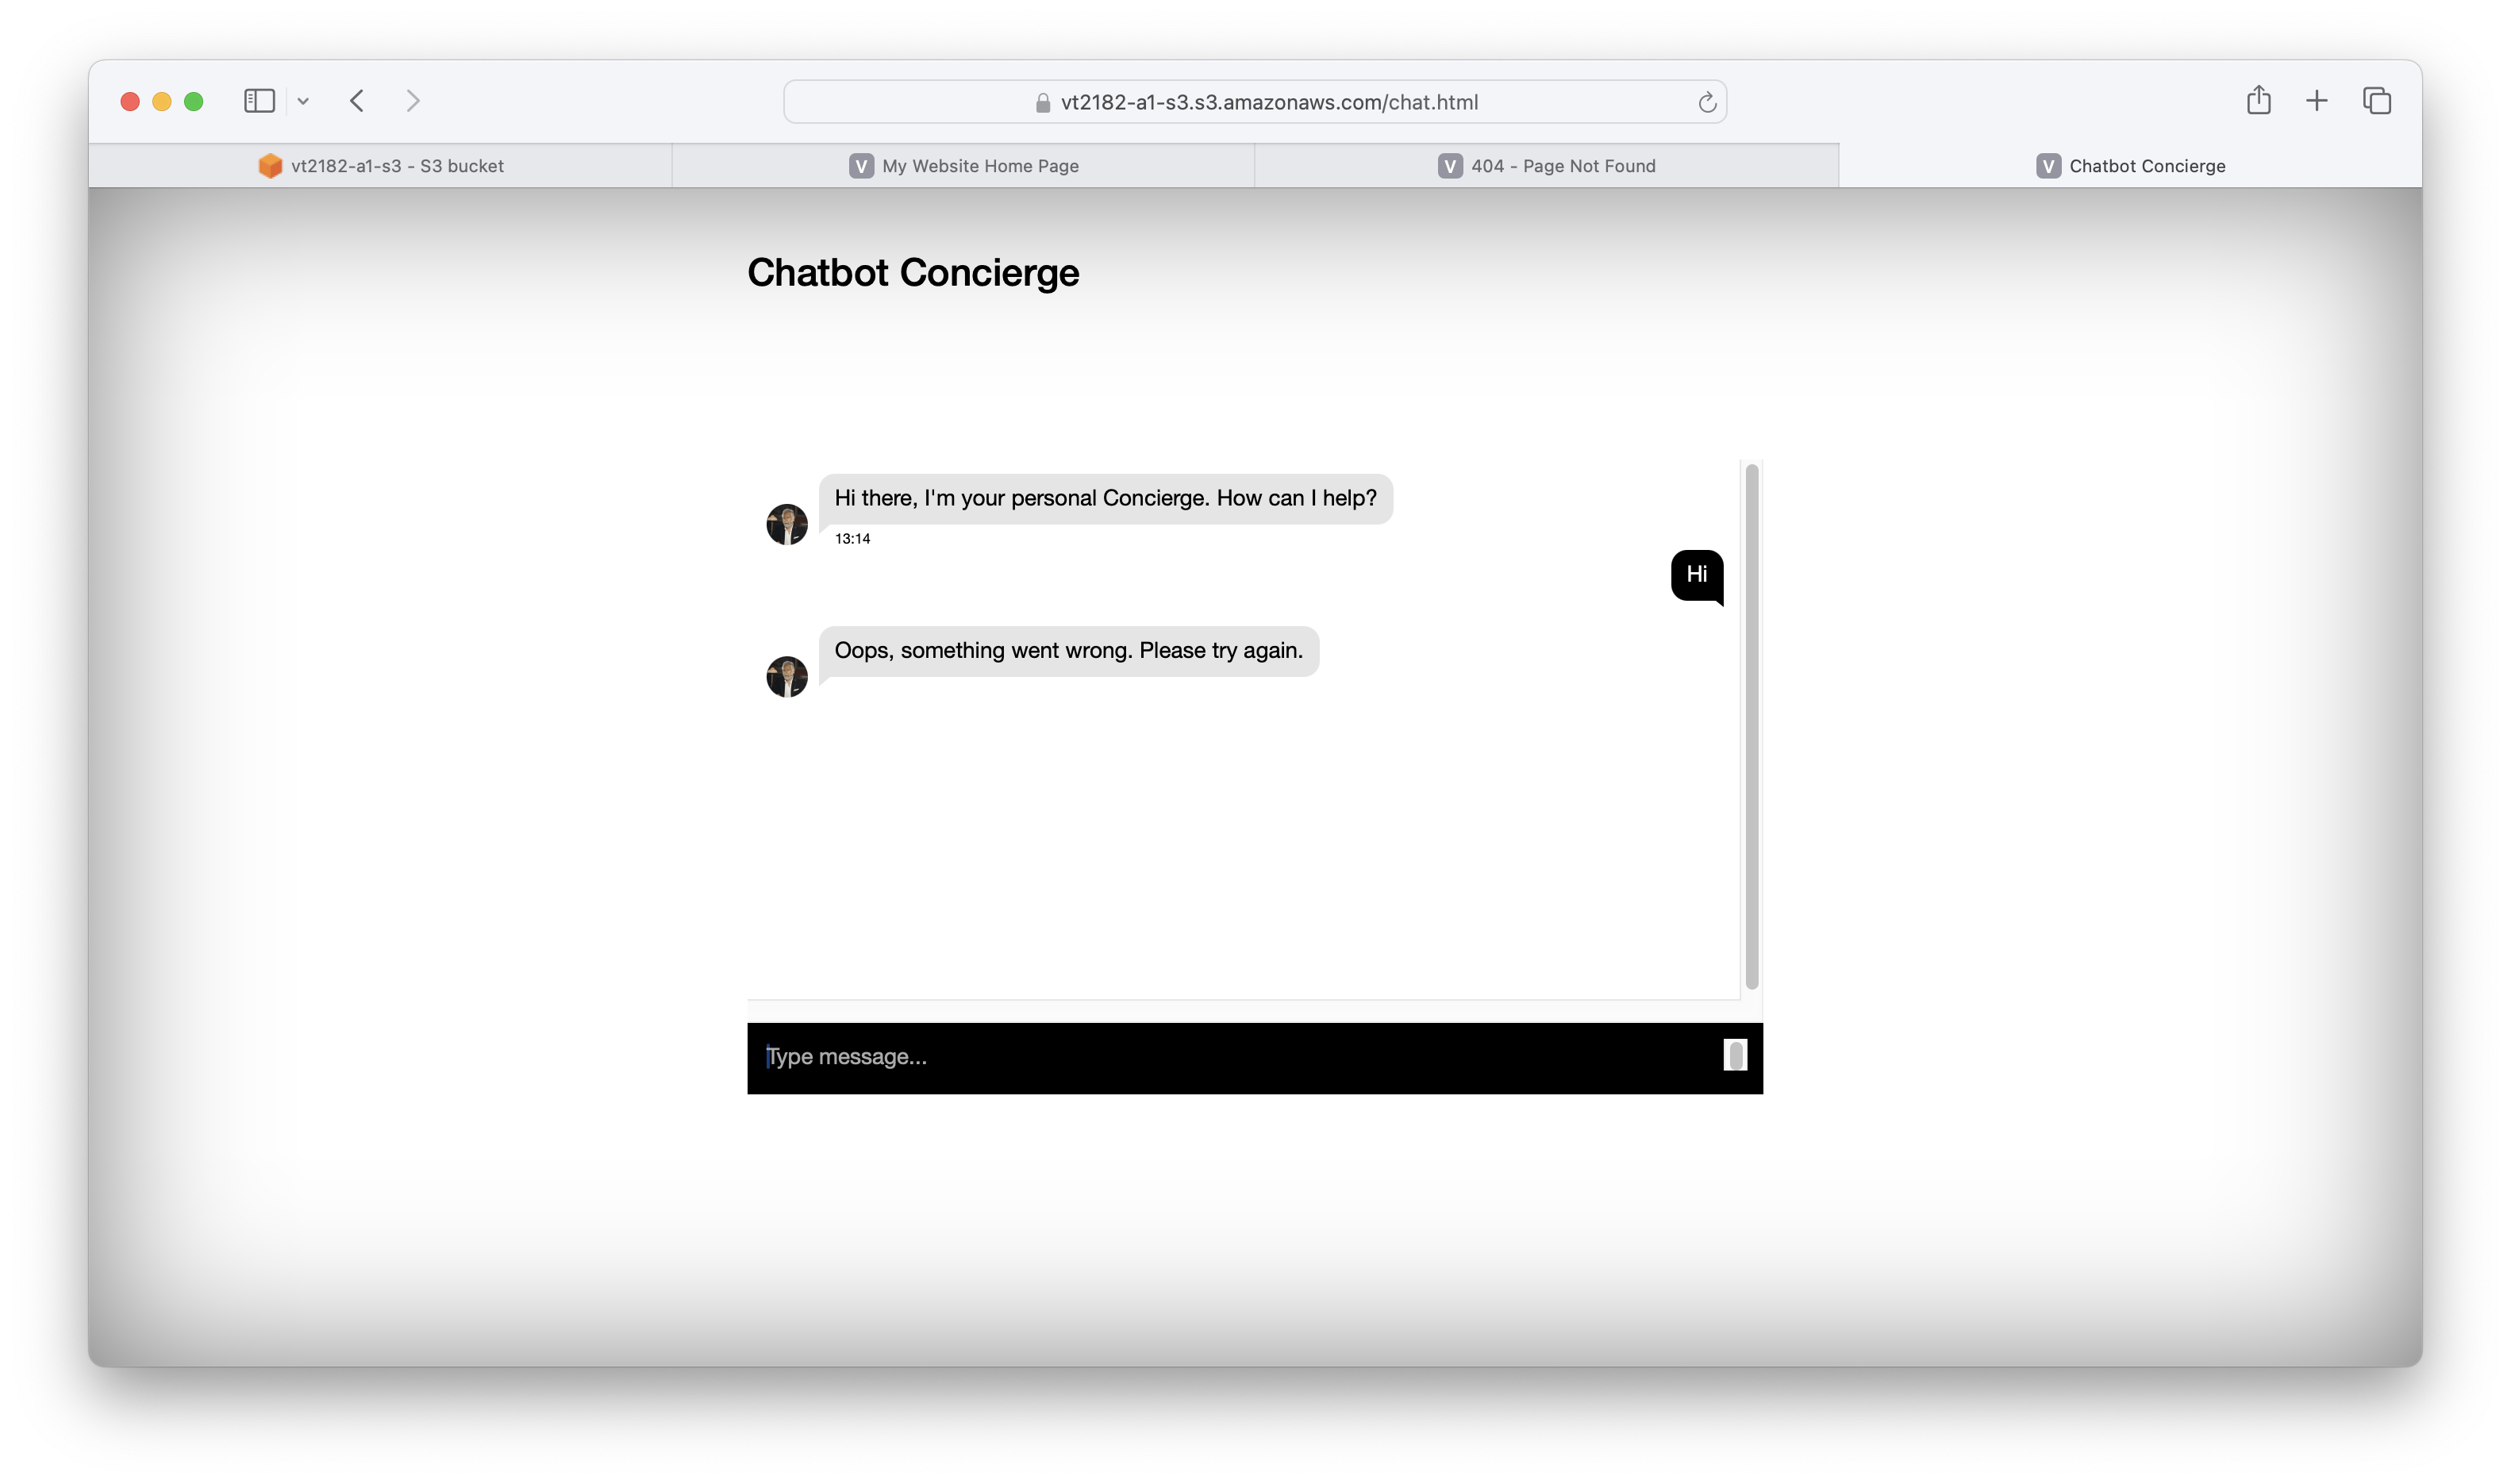 vt2182-a1-s3.s3.amazonaws.com/chat.html
vt2182-a1-s3 - S3 bucket
V My Website Home Page
V 404 - Page Not Found
V Chatbot Concierge
Chatbot Concierge
Hi there, I'm your personal Concierge. How can I help?
13:14
Hi
Oops, something went wrong. Please try again.
Type message...